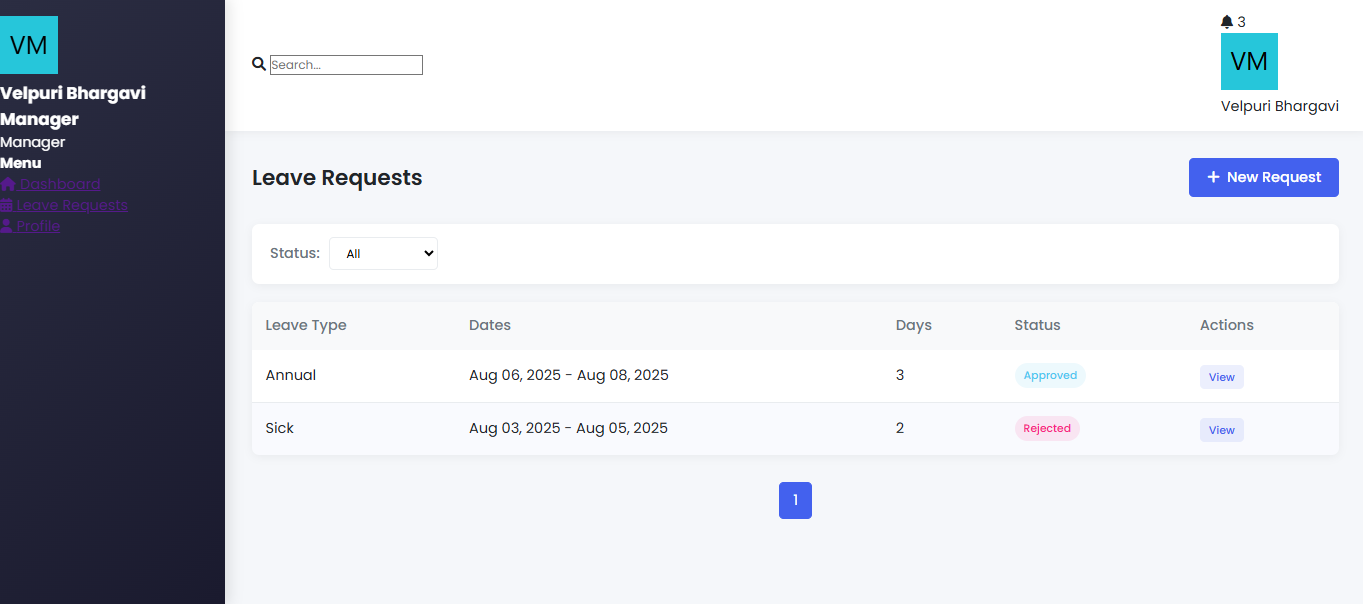 VM
Velpuri Bhargavi
Manager
Manager
Menu
Dashboard
Leave Requests
Profile
Search...
3
VM
Velpuri Bhargavi
Leave Requests
+ New Request
Status: All
Leave Type Dates Days Status Actions
Annual Aug 06, 2025 - Aug 08, 2025 3 Approved View
Sick Aug 03, 2025 - Aug 05, 2025 2 Rejected View
1